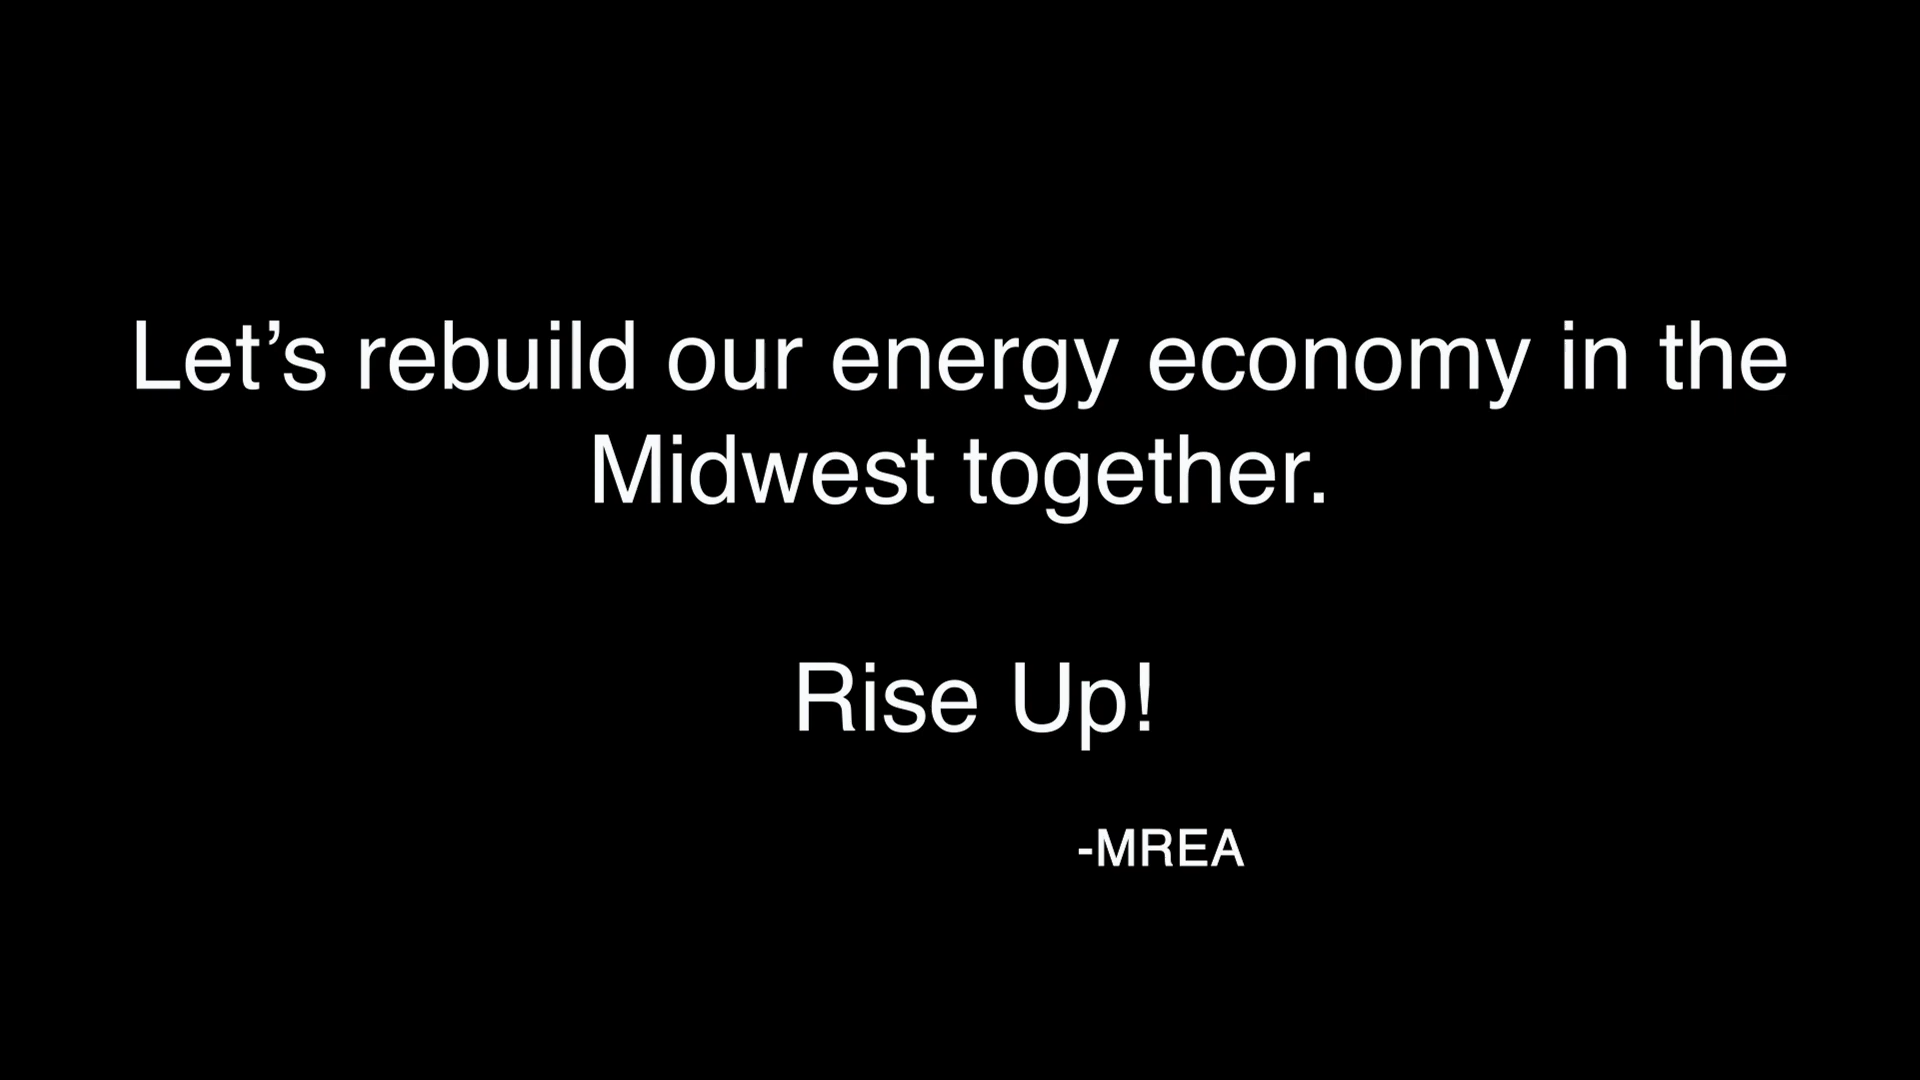 Let’s rebuild our energy economy in the
Midwest together.
Rise Up!
-MREA